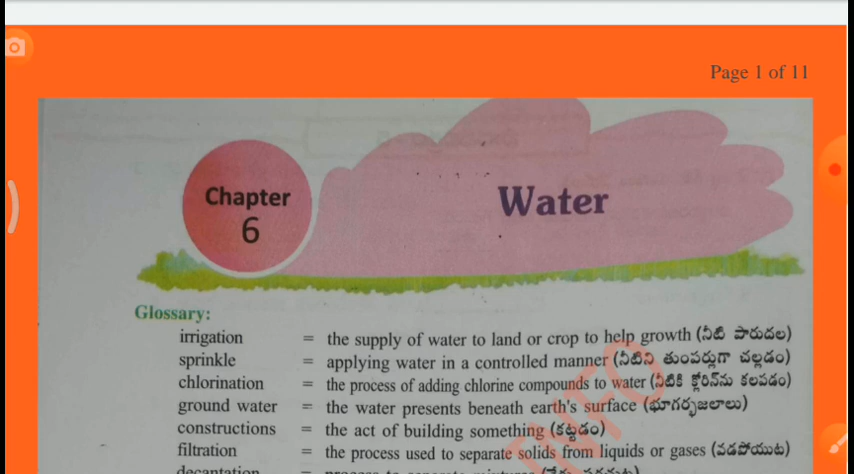 Page 1 of 11
Chapter
6
Water
Glossary:
irrigation = the supply of water to land or crop to help growth (నీటి పారుదల)
sprinkle = applying water in a controlled manner (నీటిని తుంపర్లుగా చల్లడం)
chlorination = the process of adding chlorine compounds to water (నీటికి క్లోరిన్‌ను కలపడం)
ground water = the water presents beneath earth's surface (భూగర్భజలాలు)
constructions = the act of building something (కట్టడం)
filtration = the process used to separate solids from liquids or gases (వడపోయుట)
decantation = process to separate mixtures
INFO